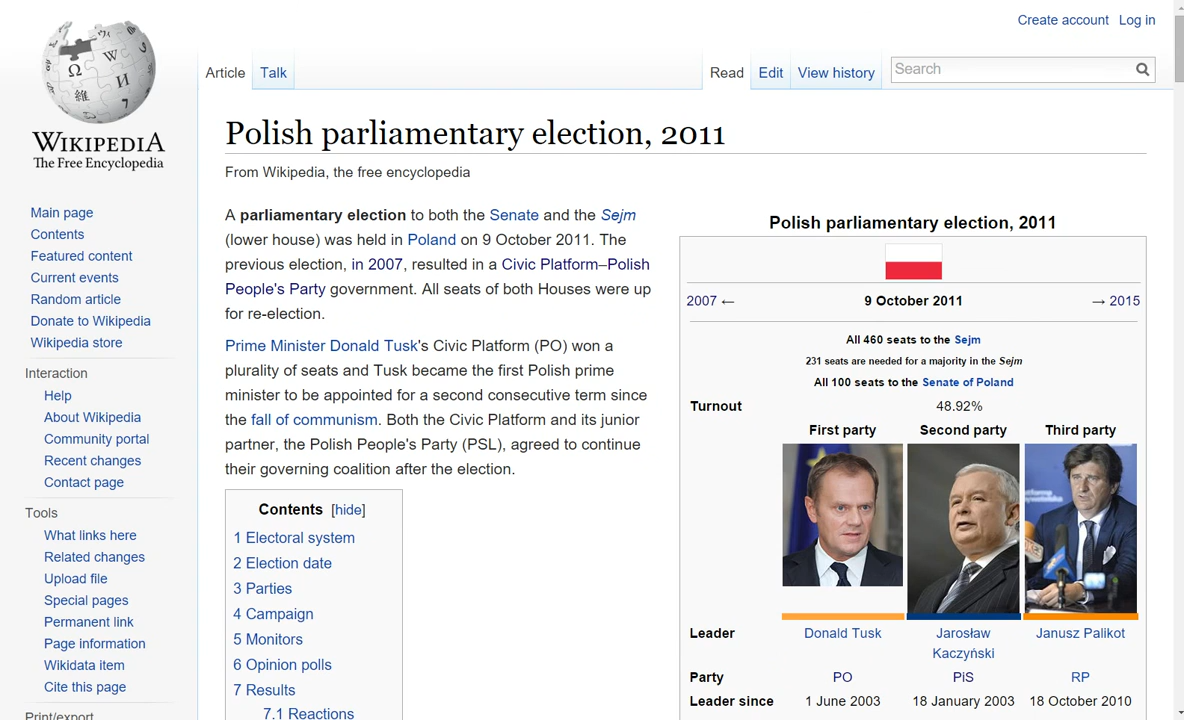 Create account Log in
Article Talk Read Edit View history Search
WIKIPEDIA
The Free Encyclopedia
Main page
Contents
Featured content
Current events
Random article
Donate to Wikipedia
Wikipedia store
Interaction
Help
About Wikipedia
Community portal
Recent changes
Contact page
Tools
What links here
Related changes
Upload file
Special pages
Permanent link
Page information
Wikidata item
Cite this page
Print/export
Polish parliamentary election, 2011
From Wikipedia, the free encyclopedia
A parliamentary election to both the Senate and the Sejm
(lower house) was held in Poland on 9 October 2011. The
previous election, in 2007, resulted in a Civic Platform–Polish
People's Party government. All seats of both Houses were up
for re-election.
Prime Minister Donald Tusk's Civic Platform (PO) won a
plurality of seats and Tusk became the first Polish prime
minister to be appointed for a second consecutive term since
the fall of communism. Both the Civic Platform and its junior
partner, the Polish People's Party (PSL), agreed to continue
their governing coalition after the election.
Contents [hide]
1 Electoral system
2 Election date
3 Parties
4 Campaign
5 Monitors
6 Opinion polls
7 Results
7.1 Reactions
Polish parliamentary election, 2011
2007 ← 9 October 2011 → 2015
All 460 seats to the Sejm
231 seats are needed for a majority in the Sejm
All 100 seats to the Senate of Poland
Turnout 48.92%
First party Second party Third party
Leader Donald Tusk Jarosław Kaczyński Janusz Palikot
Party PO PiS RP
Leader since 1 June 2003 18 January 2003 18 October 2010